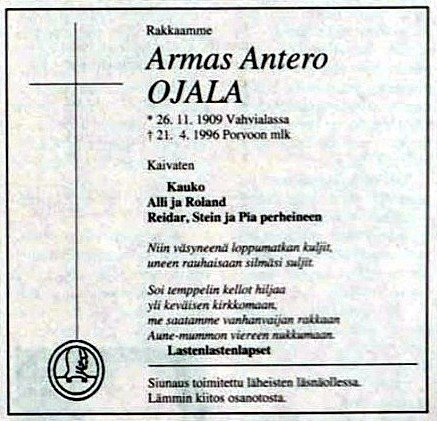 Rakkaamme
Armas Antero
OJALA
* 26. 11. 1909 Vahvialassa
† 21. 4. 1996 Porvoon mlk
Kaivaten
Kauko
Alli ja Roland
Reidar, Stein ja Pia perheineen
Niin väsyneenä loppumatkan kuljit,
uneen rauhaisaan silmäsi suljit.
Soi temppelin kellot hiljaa
yli keväisen kirkkomaan,
me saatamme vanhanvaijan rakkaan
Aune-mummon viereen nukkumaan.
Lastenlastenlapset
Siunaus toimitettu läheisten läsnäollessa.
Lämmin kiitos osanotosta.